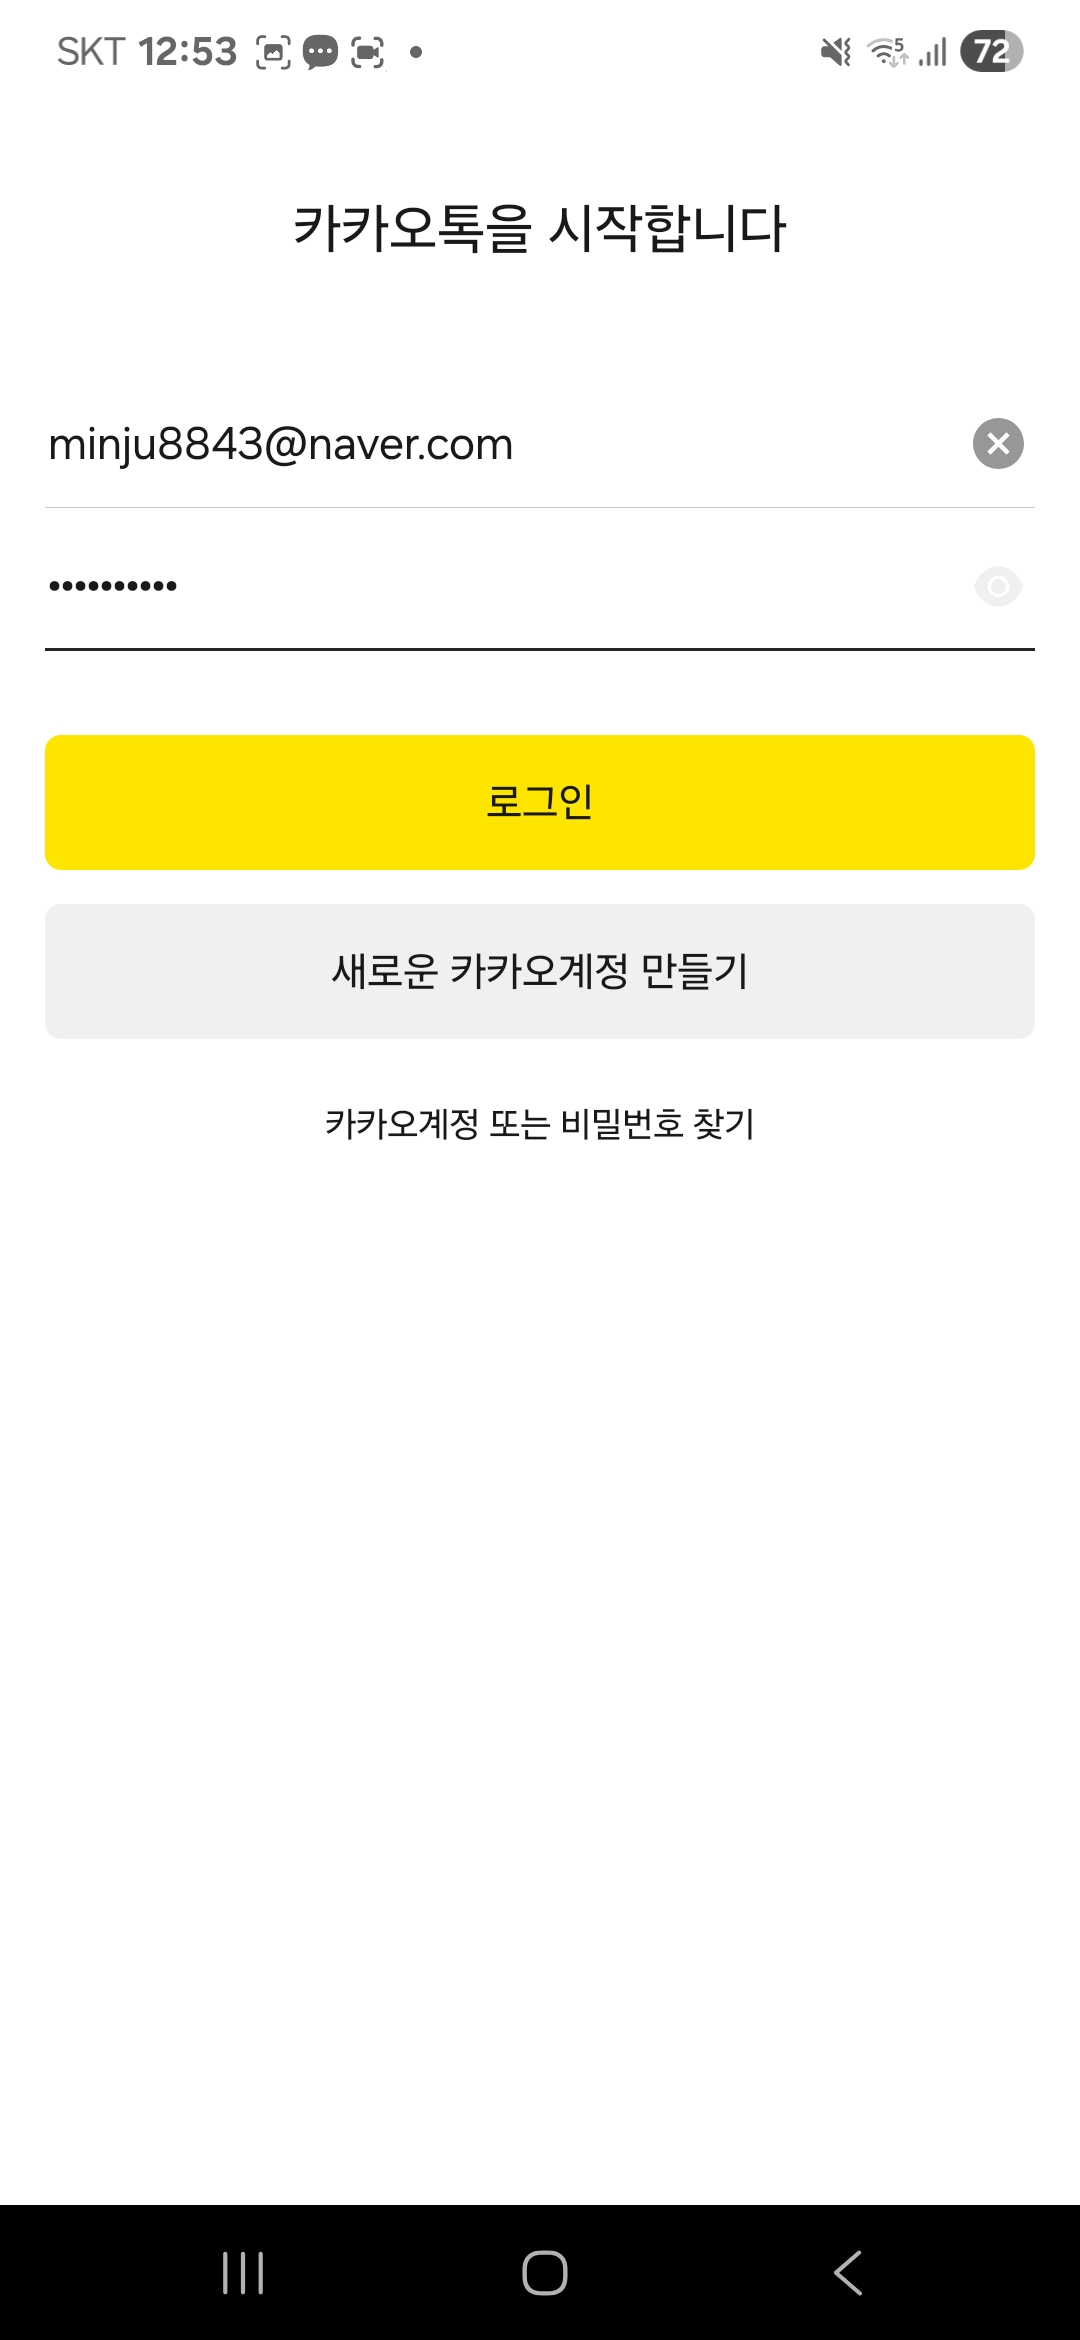 SKT 12:53 5 72
카카오톡을 시작합니다
minju8843@naver.com
••••••••••
로그인
새로운 카카오계정 만들기
카카오계정 또는 비밀번호 찾기